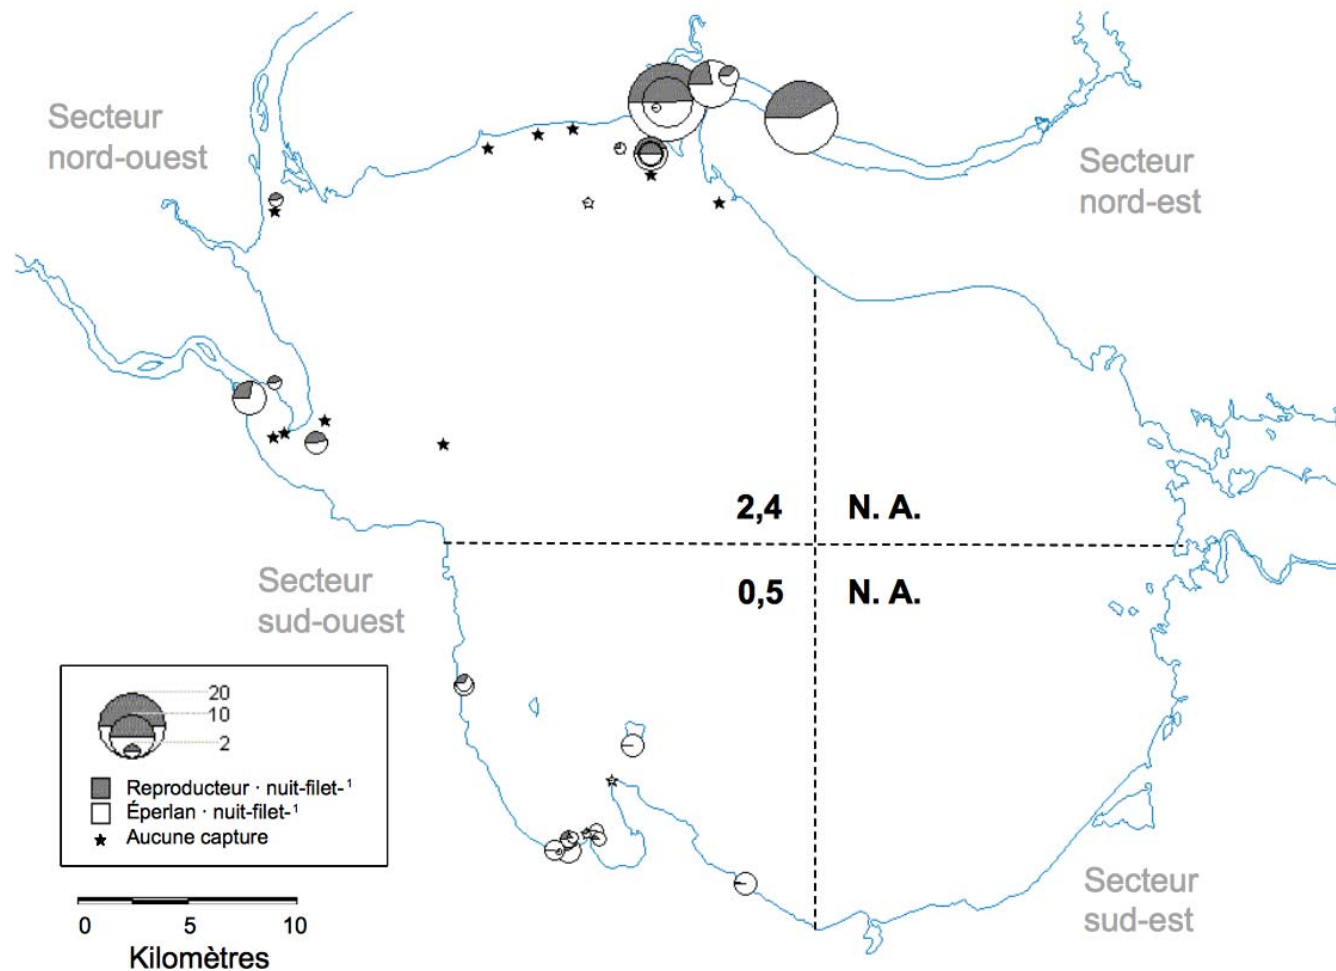 Secteur
nord-ouest
Secteur
nord-est
2,4 N. A.
0,5 N. A.
Secteur
sud-ouest
20
10
2
Reproducteur · nuit-filet-¹
Éperlan · nuit-filet-¹
Aucune capture
Secteur
sud-est
0 5 10
Kilomètres